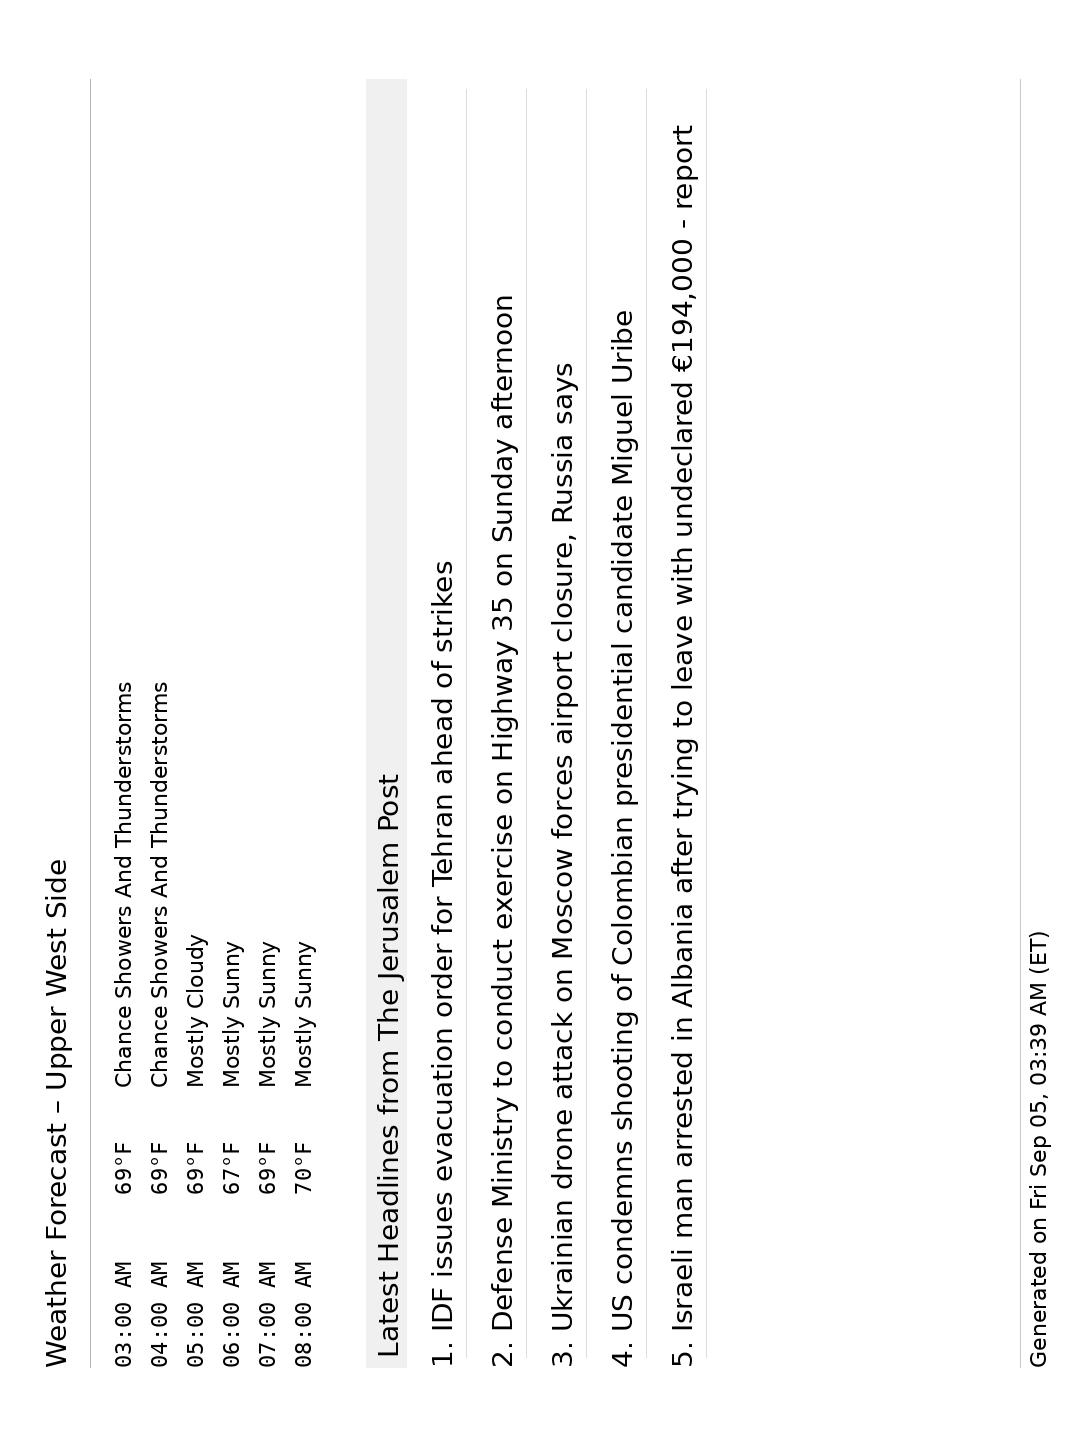 Weather Forecast – Upper West Side
03:00 AM 69°F Chance Showers And Thunderstorms
04:00 AM 69°F Chance Showers And Thunderstorms
05:00 AM 69°F Mostly Cloudy
06:00 AM 67°F Mostly Sunny
07:00 AM 69°F Mostly Sunny
08:00 AM 70°F Mostly Sunny
Latest Headlines from The Jerusalem Post
1. IDF issues evacuation order for Tehran ahead of strikes
2. Defense Ministry to conduct exercise on Highway 35 on Sunday afternoon
3. Ukrainian drone attack on Moscow forces airport closure, Russia says
4. US condemns shooting of Colombian presidential candidate Miguel Uribe
5. Israeli man arrested in Albania after trying to leave with undeclared €194,000 - report
Generated on Fri Sep 05, 03:39 AM (ET)